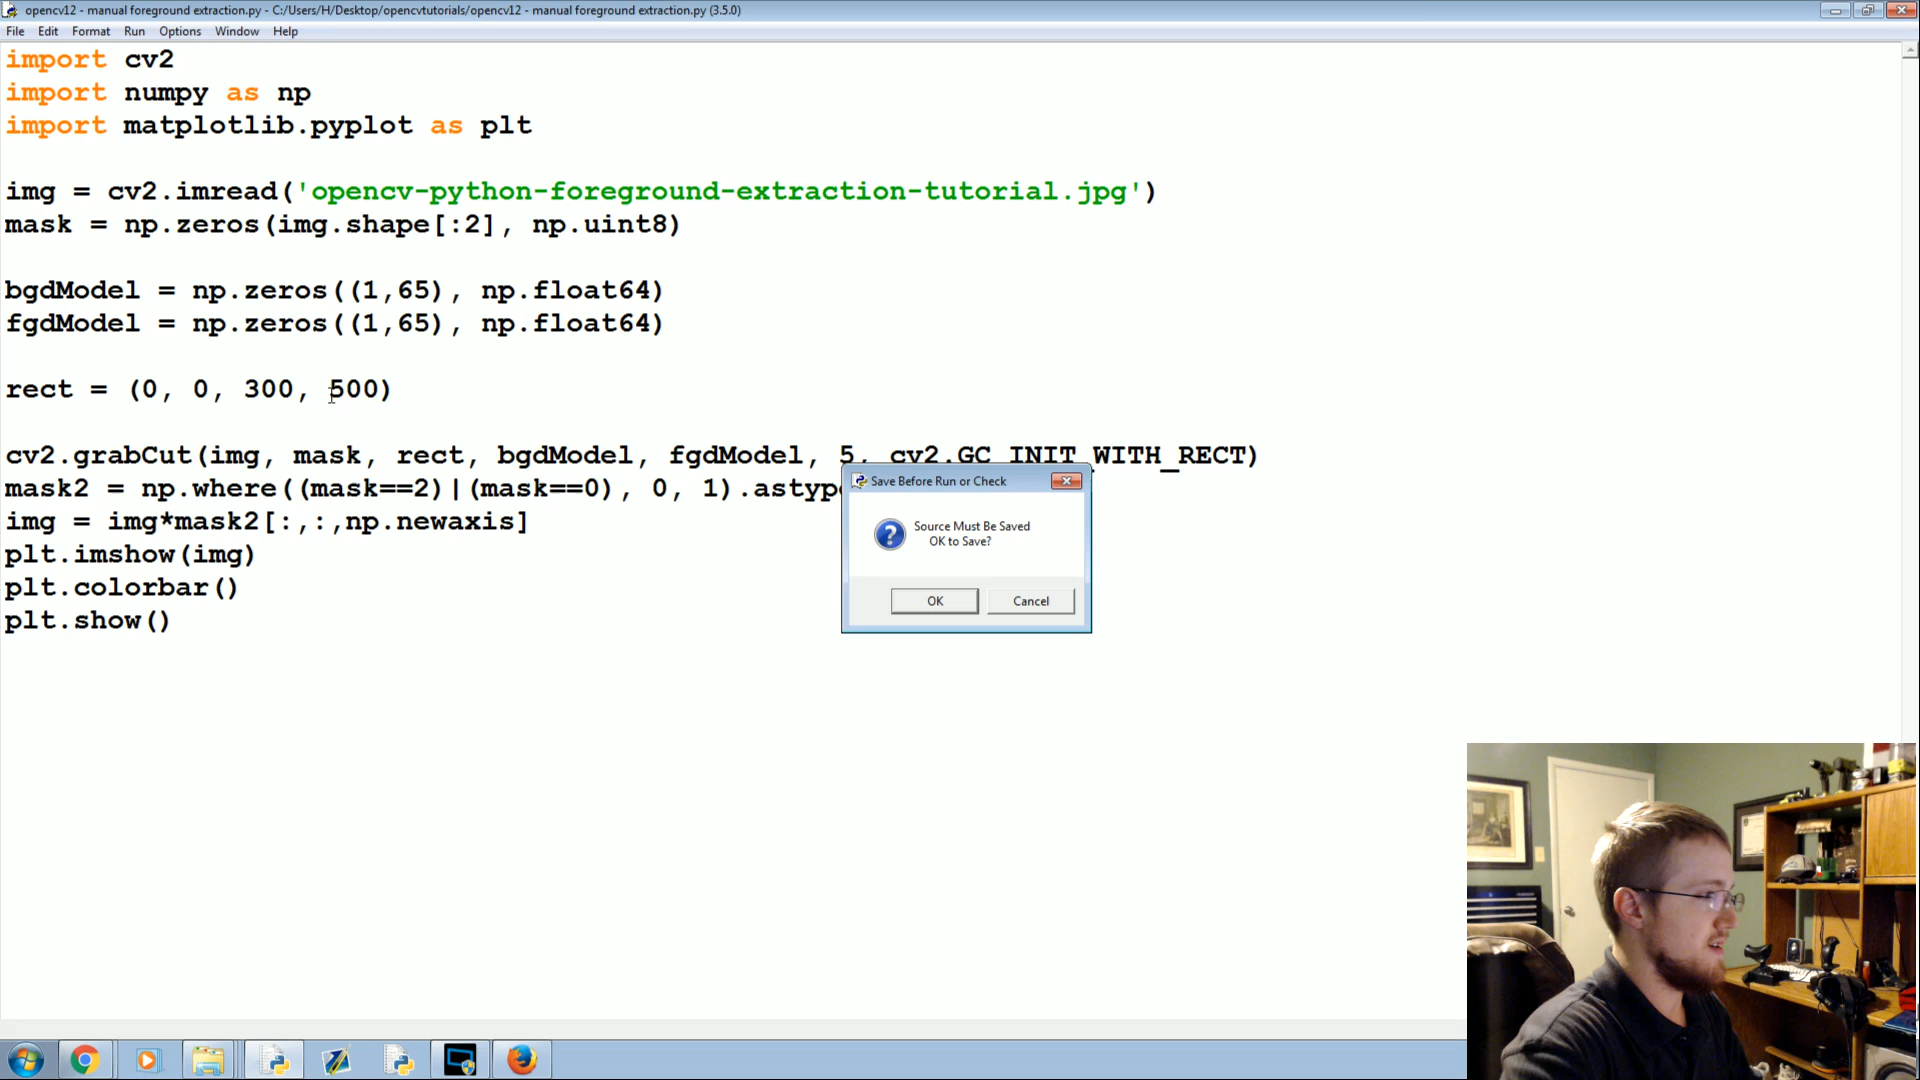 opencv12 - manual foreground extraction.py - C:/Users/H/Desktop/opencvtutorials/opencv12 - manual foreground extraction.py (3.5.0)
File Edit Format Run Options Window Help
import cv2
import numpy as np
import matplotlib.pyplot as plt
img = cv2.imread('opencv-python-foreground-extraction-tutorial.jpg')
mask = np.zeros(img.shape[:2], np.uint8)
bgdModel = np.zeros((1,65), np.float64)
fgdModel = np.zeros((1,65), np.float64)
rect = (0, 0, 300, 500)
cv2.grabCut(img, mask, rect, bgdModel, fgdModel, 5, cv2.GC_INIT_WITH_RECT)
mask2 = np.where((mask==2)|(mask==0), 0, 1).astype
img = img*mask2[:,:,np.newaxis]
plt.imshow(img)
plt.colorbar()
plt.show()
Save Before Run or Check
Source Must Be Saved
OK to Save?
OK Cancel